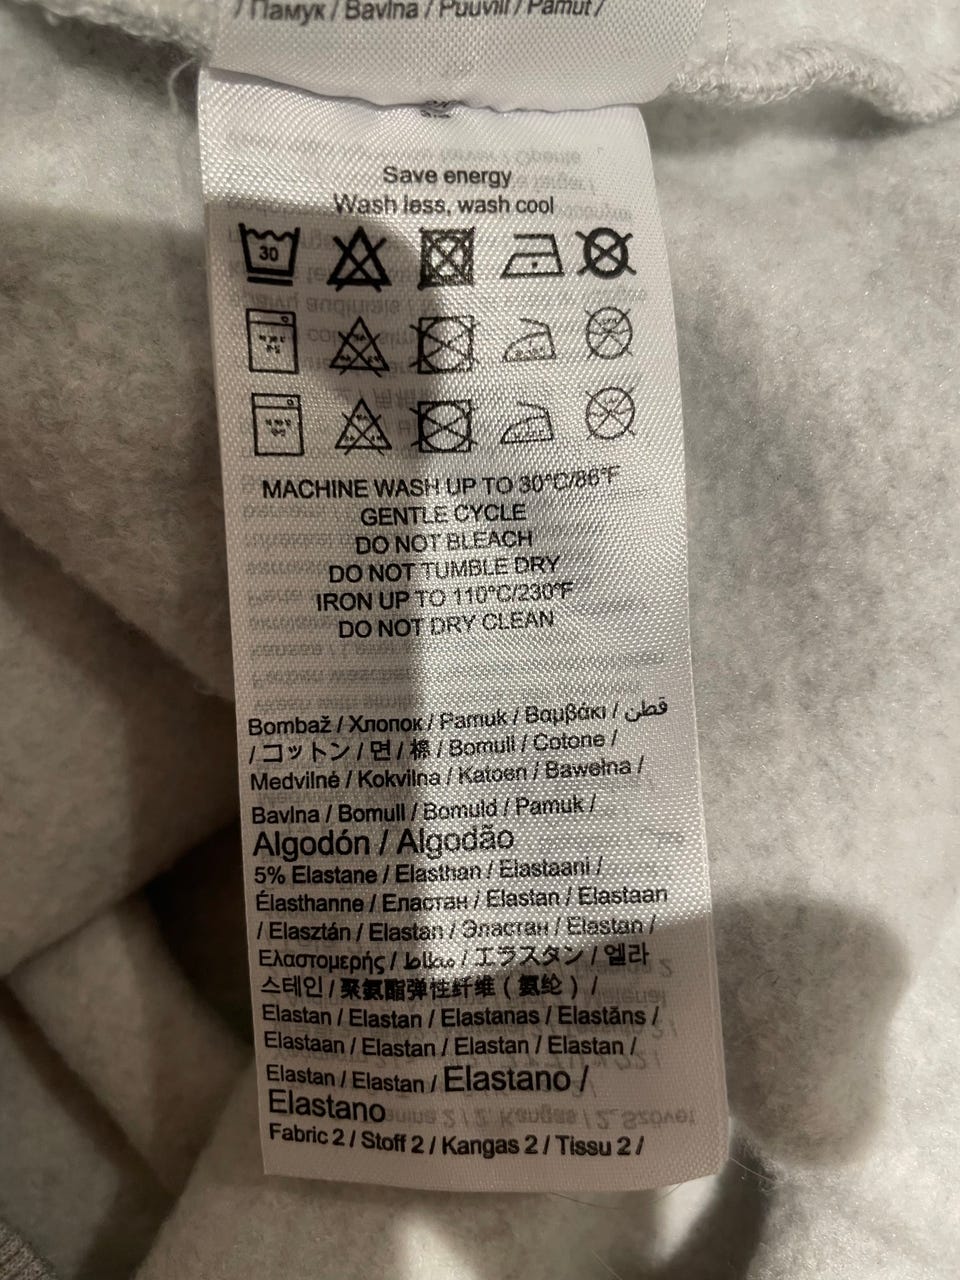 / Памук / Bavlna / Puuvill / Pamut /
Save energy
Wash less, wash cool
30
MACHINE WASH UP TO 30°C/86°F
GENTLE CYCLE
DO NOT BLEACH
DO NOT TUMBLE DRY
IRON UP TO 110°C/230°F
DO NOT DRY CLEAN
Bombaž / Хлопок / Pamuk / Βαμβάκι / قطن
/ コットン / 면 / 棉 / Bomull / Cotone /
Medvilnė / Kokvilna / Katoen / Bawełna /
Bavlna / Bomull / Bomuld / Pamuk /
Algodón / Algodão
5% Elastane / Elasthan / Elastaani /
Élasthanne / Еластан / Elastan / Elastaan
/ Elasztán / Elastan / Эластан / Elastan /
Ελαστομερής / مطاط / エラスタン / 엘라
스테인 / 聚氨酯弹性纤维 ( 氨纶 ) /
Elastan / Elastan / Elastanas / Elastāns /
Elastaan / Elastan / Elastan / Elastan /
Elastan / Elastan / Elastano /
Elastano
Fabric 2 / Stoff 2 / Kangas 2 / Tissu 2 /